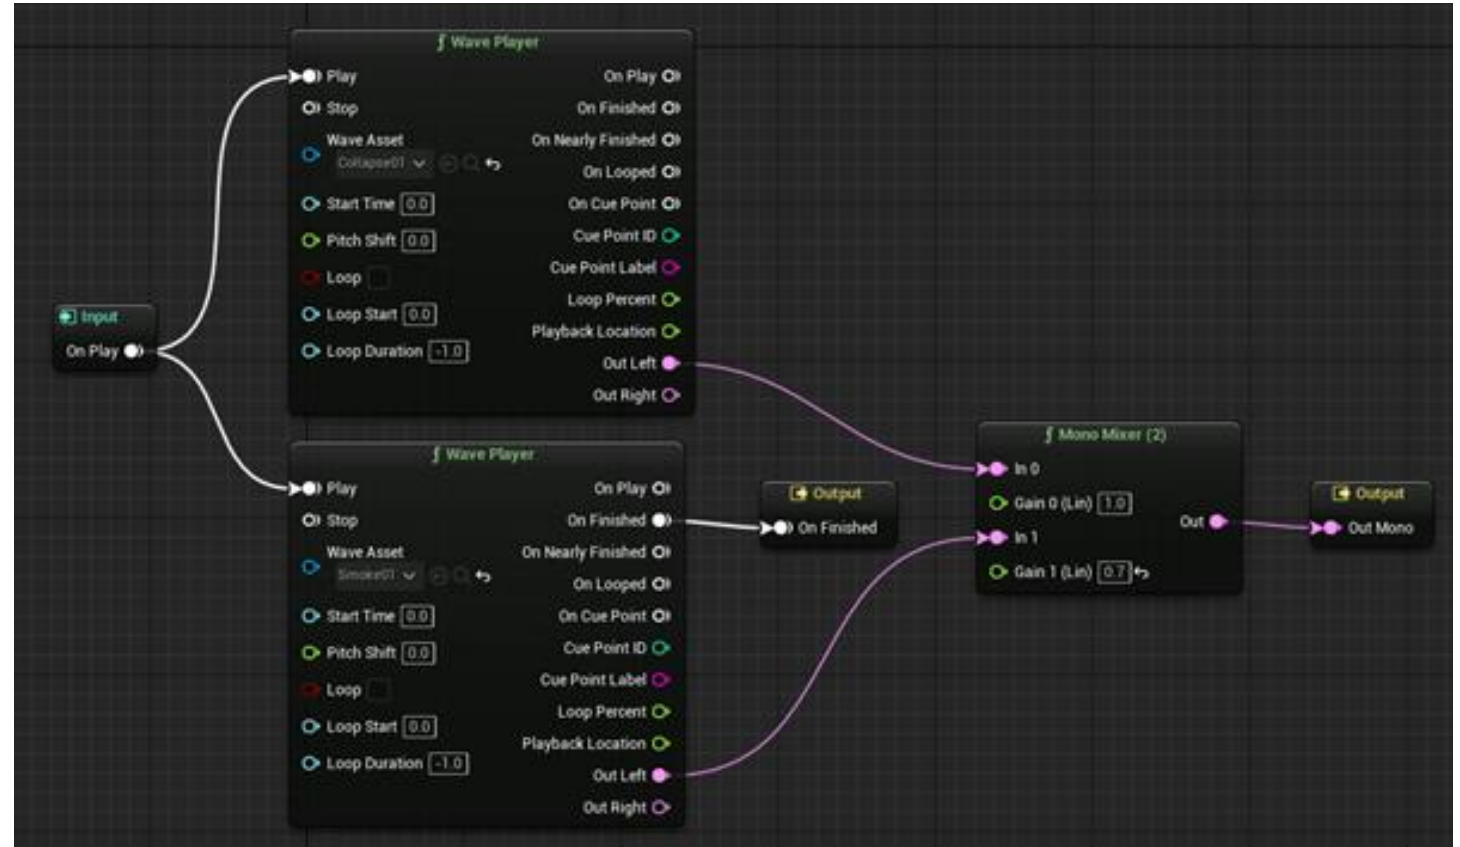 Input
On Play
Wave Player
Play
On Play
Stop
On Finished
Wave Asset
On Nearly Finished
Collapse01
On Looped
Start Time 0.0
On Cue Point
Pitch Shift 0.0
Cue Point ID
Loop
Cue Point Label
Loop Start 0.0
Loop Percent
Loop Duration -1.0
Playback Location
Out Left
Out Right
Wave Player
Play
On Play
Stop
On Finished
Wave Asset
On Nearly Finished
Smoke01
On Looped
Start Time 0.0
On Cue Point
Pitch Shift 0.0
Cue Point ID
Loop
Cue Point Label
Loop Start 0.0
Loop Percent
Loop Duration -1.0
Playback Location
Out Left
Out Right
Output
On Finished
Mono Mixer (2)
In 0
Gain 0 (Lin) 1.0
Out
In 1
Gain 1 (Lin) 0.7
Output
Out Mono